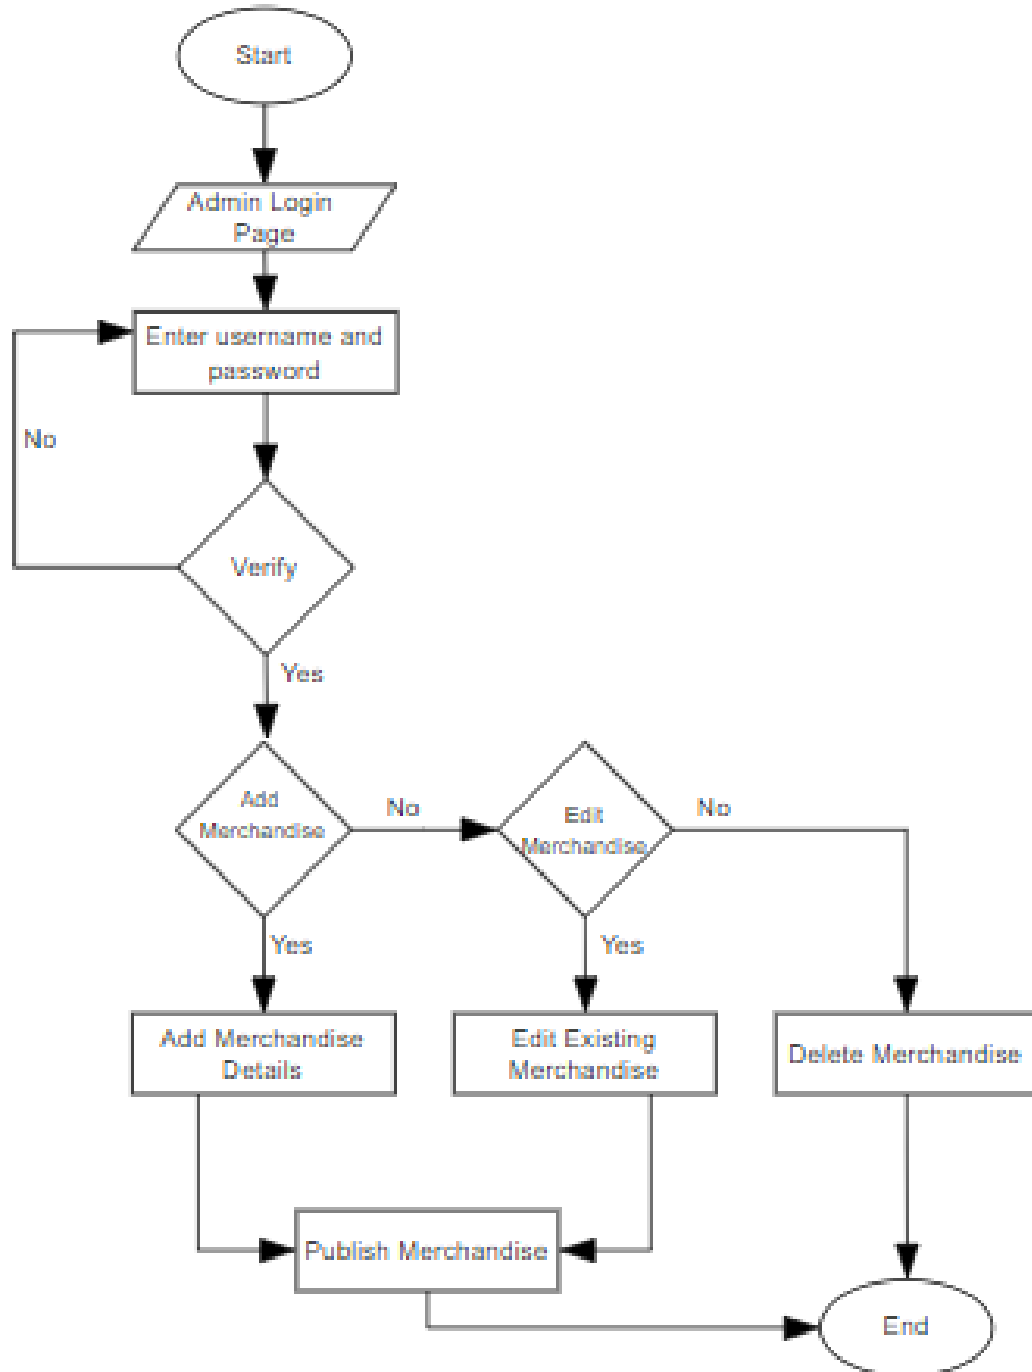 Start
Admin Login
Page
Enter username and
password
No
Verify
Yes
Add
Merchandise
No
Edit
Merchandise
No
Yes
Yes
Add Merchandise
Details
Edit Existing
Merchandise
Delete Merchandise
Publish Merchandise
End